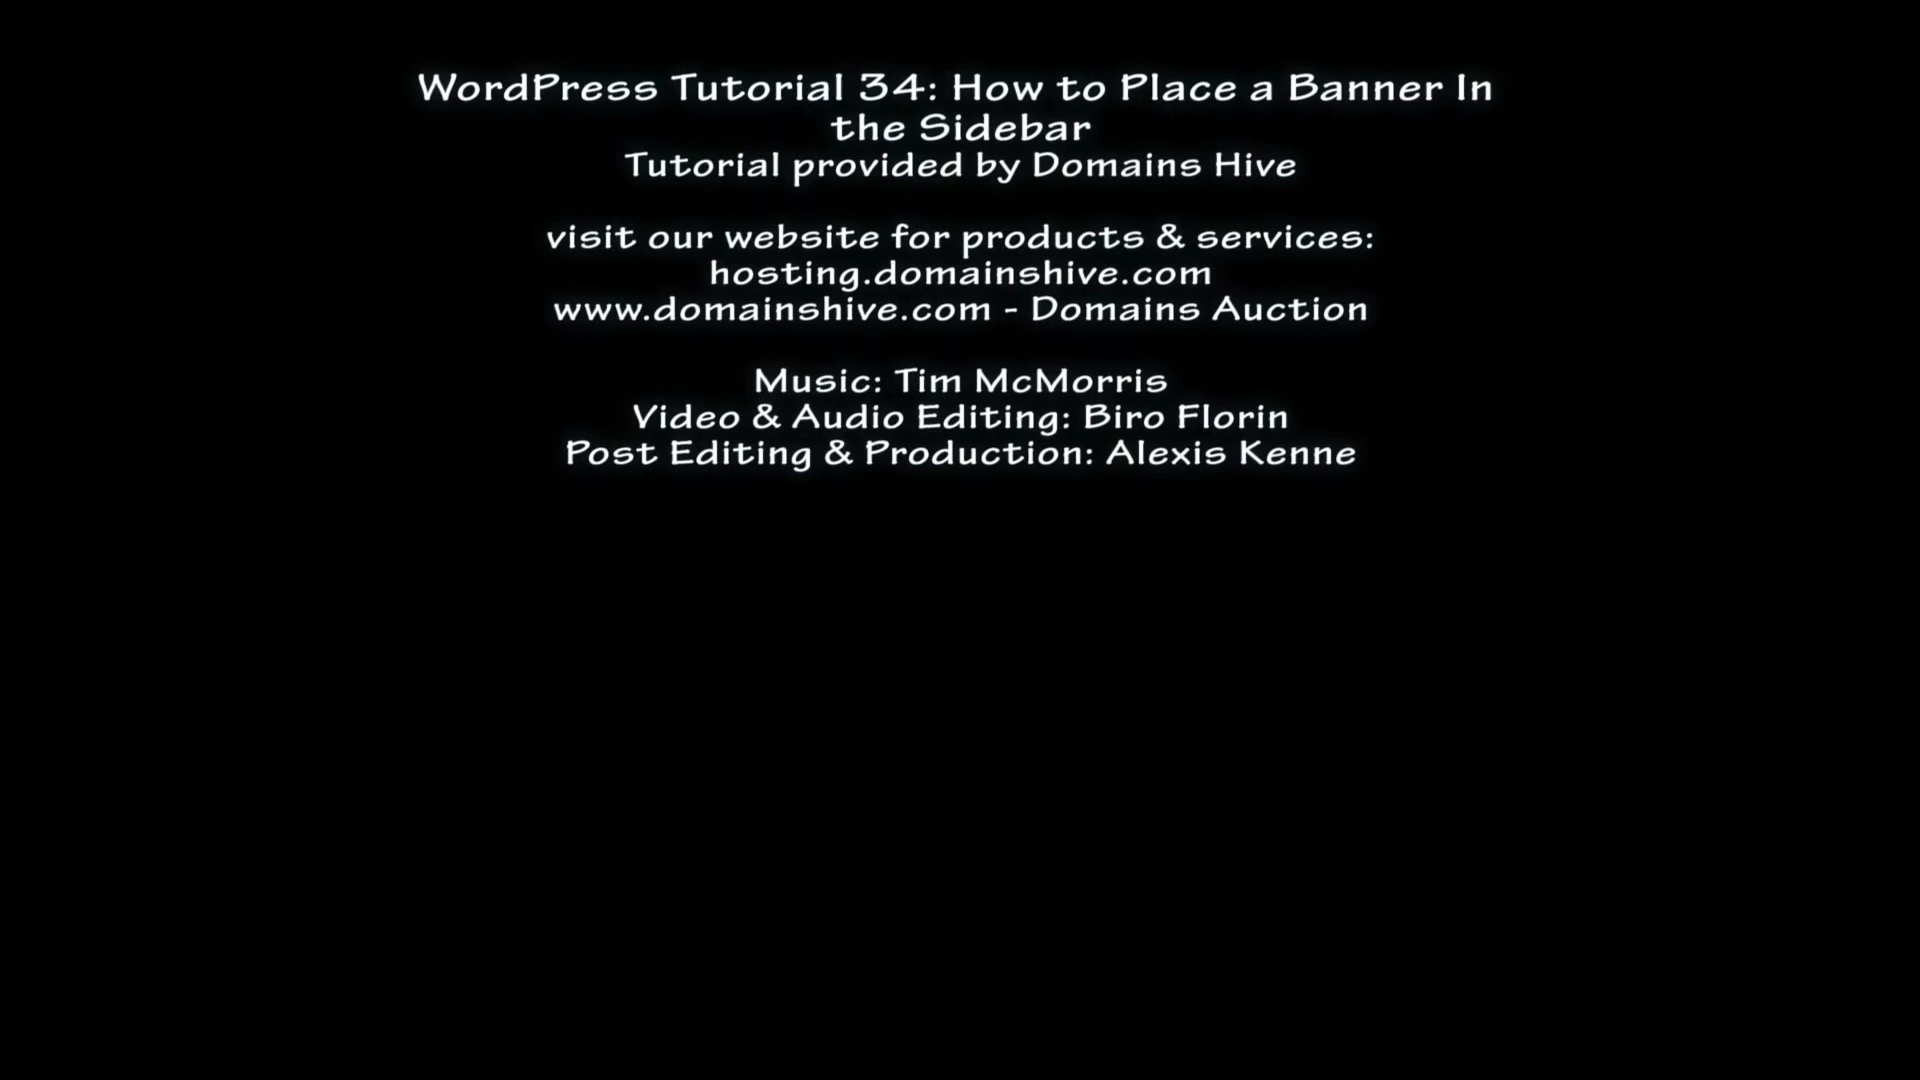 WordPress Tutorial 34: How to Place a Banner In
the Sidebar
Tutorial provided by Domains Hive
visit our website for products & services:
hosting.domainshive.com
www.domainshive.com - Domains Auction
Music: Tim McMorris
Video & Audio Editing: Biro Florin
Post Editing & Production: Alexis Kenne